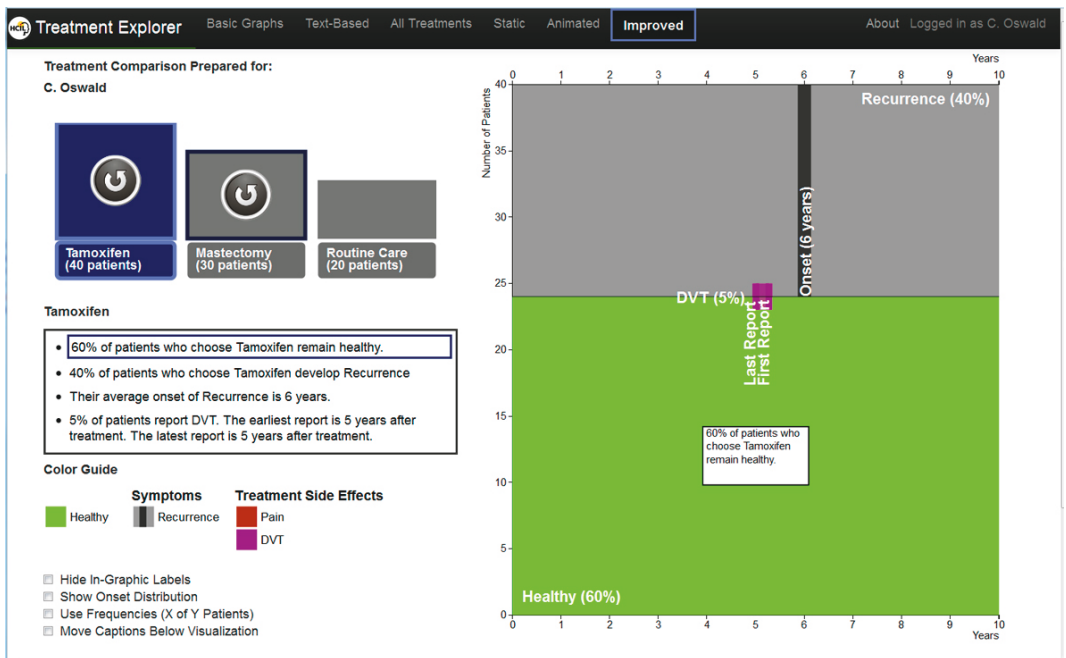 HCIL Treatment Explorer Basic Graphs Text-Based All Treatments Static Animated Improved About Logged in as C. Oswald
Treatment Comparison Prepared for:
C. Oswald
Tamoxifen
(40 patients)
Mastectomy
(30 patients)
Routine Care
(20 patients)
Tamoxifen
60% of patients who choose Tamoxifen remain healthy.
40% of patients who choose Tamoxifen develop Recurrence
Their average onset of Recurrence is 6 years.
5% of patients report DVT. The earliest report is 5 years after
treatment. The latest report is 5 years after treatment.
Color Guide
Symptoms Treatment Side Effects
Healthy Recurrence Pain
DVT
Hide In-Graphic Labels
Show Onset Distribution
Use Frequencies (X of Y Patients)
Move Captions Below Visualization
Years
0 1 2 3 4 5 6 7 8 9 10
Number of Patients
40
35
30
25
20
15
10
5
0
Recurrence (40%)
Onset (6 years)
DVT (5%)
Last Report
First Report
60% of patients who
choose Tamoxifen
remain healthy.
Healthy (60%)
0 1 2 3 4 5 6 7 8 9 10
Years